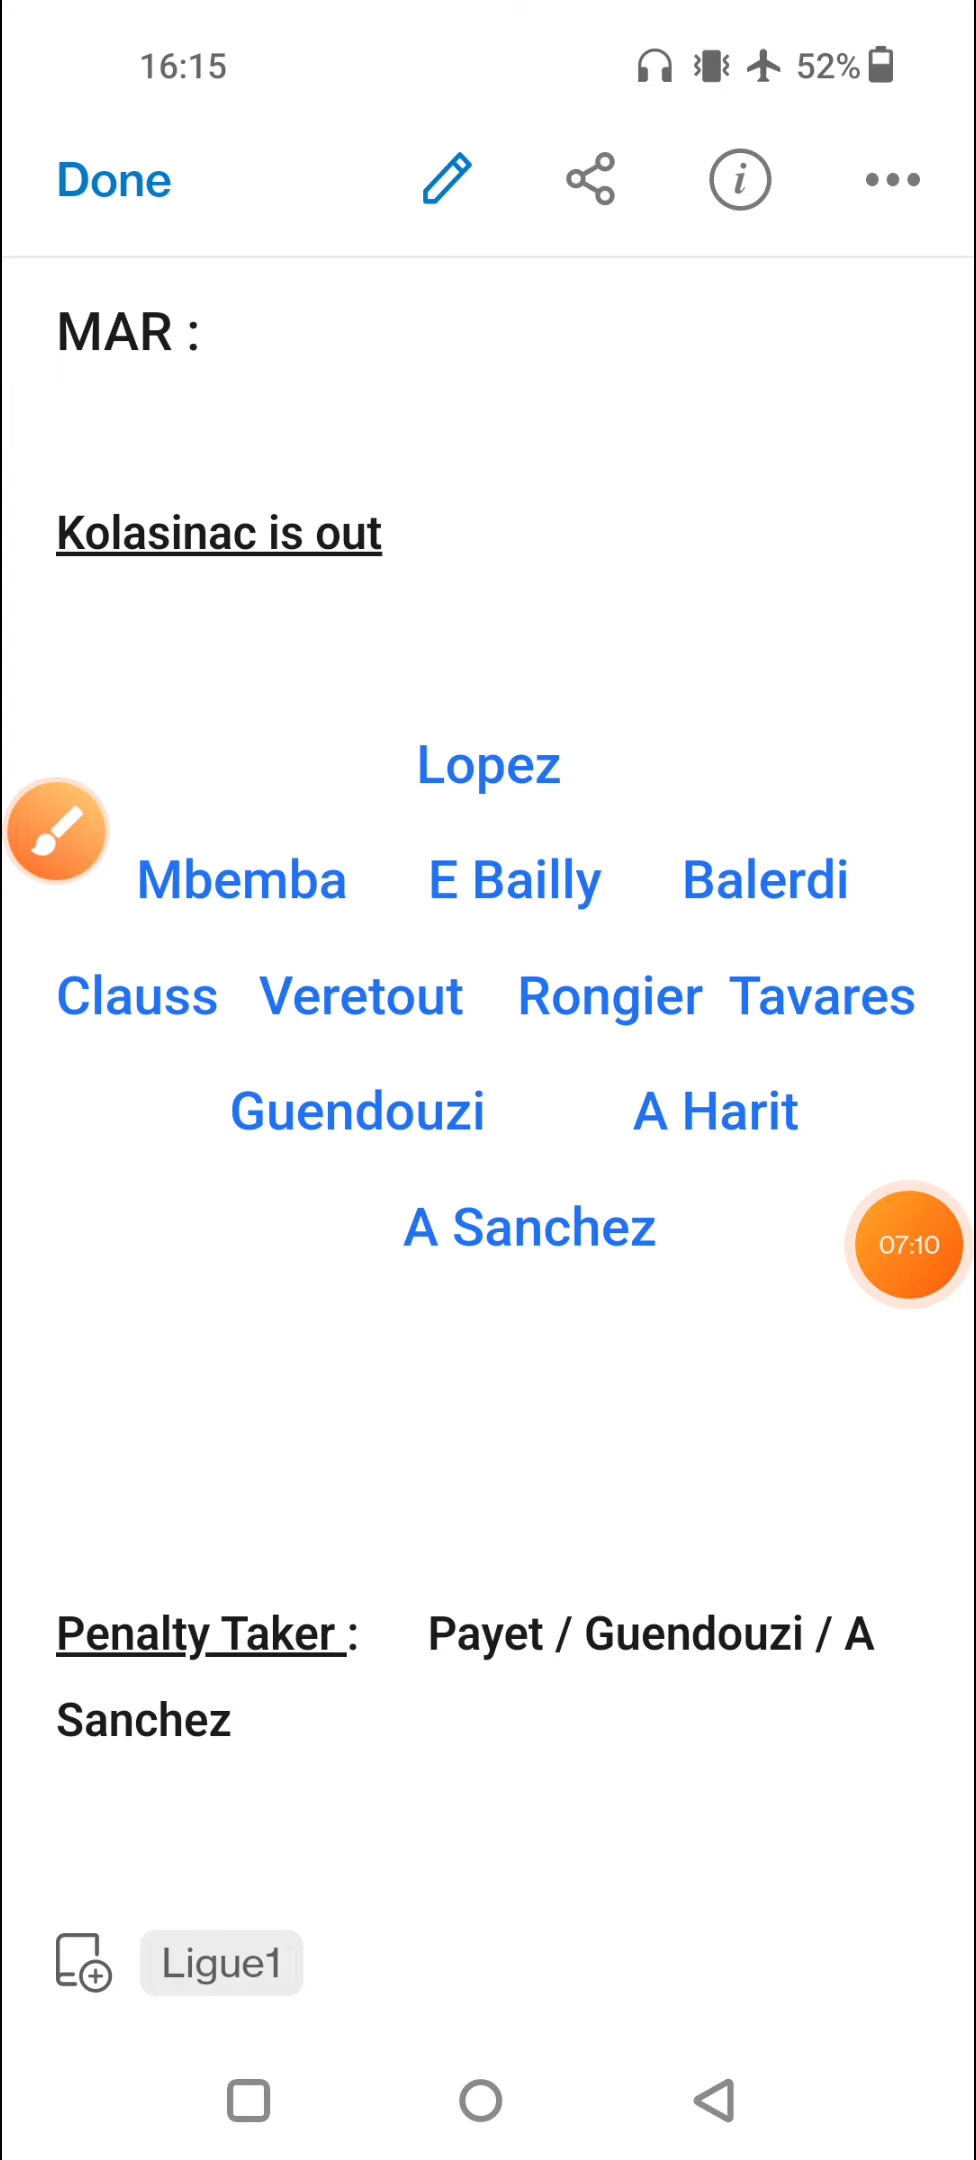 16:15 52%
Done
MAR :
Kolasinac is out
Lopez
Mbemba E Bailly Balerdi
Clauss Veretout Rongier Tavares
Guendouzi A Harit
A Sanchez
07:10
Penalty Taker : Payet / Guendouzi / A
Sanchez
Ligue1